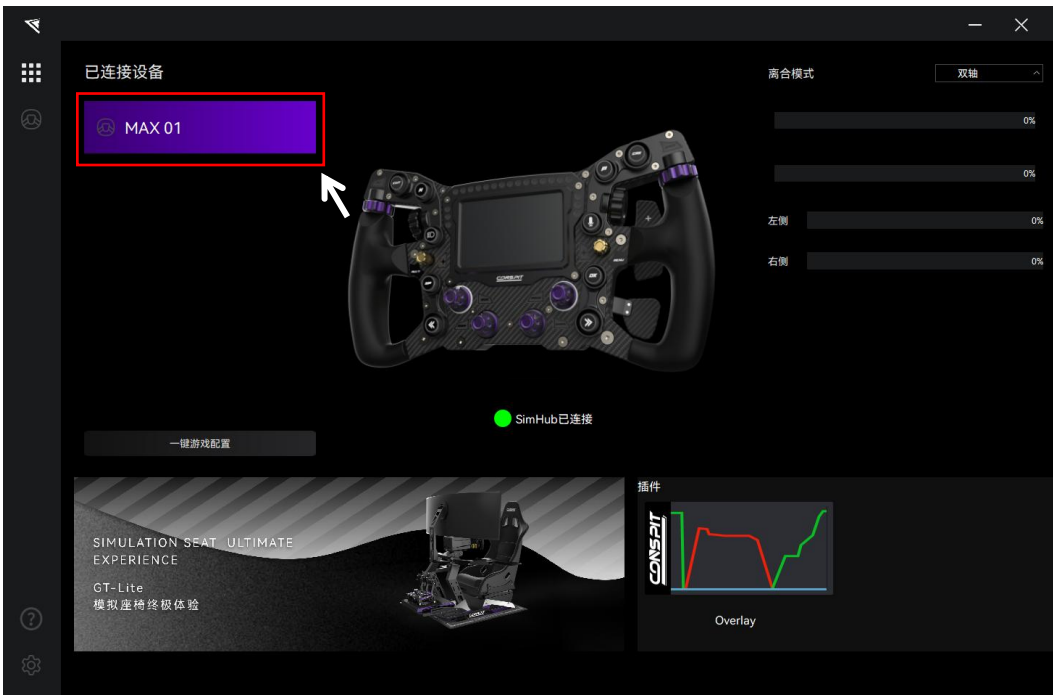 已连接设备
MAX 01
离合模式
双轴
0%
0%
左侧
0%
右侧
0%
CONSPIT
SimHub已连接
一键游戏配置
SIMULATION SEAT ULTIMATE
EXPERIENCE
GT-Lite
模拟座椅终极体验
插件
CONSPIT
Overlay